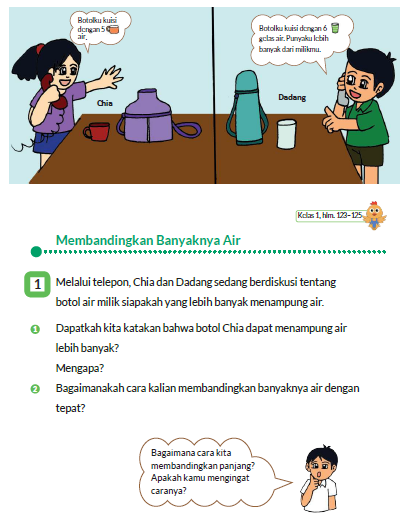 Botolku kuisi
dengan 5
air,
Botolku kuisi dengan 6
gelas air, Punyaku lebih
banyak dari milikmu.
Chia
Dadang
Kelas 1, hlm. 123-125
Membandingkan Banyaknya Air
1 Melalui telepon, Chia dan Dadang sedang berdiskusi tentang
botol air milik siapakah yang lebih banyak menampung air.
1 Dapatkah kita katakan bahwa botol Chia dapat menampung air
lebih banyak?
Mengapa?
2 Bagaimanakah cara kalian membandingkan banyaknya air dengan
tepat?
Bagaimana cara kita
membandingkan panjang?
Apakah kamu mengingat
caranya?